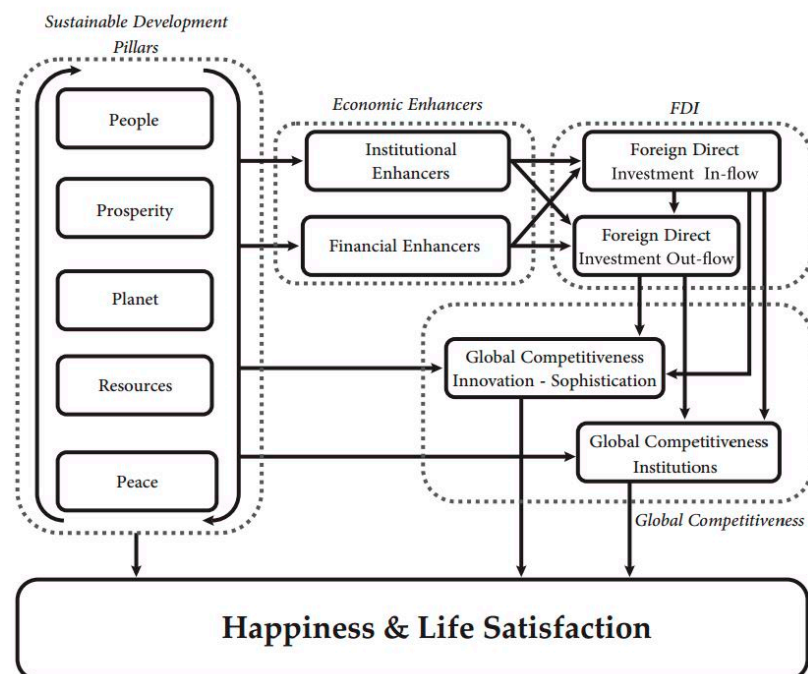 Sustainable Development
Pillars
People
Prosperity
Planet
Resources
Peace
Economic Enhancers
Institutional
Enhancers
Financial Enhancers
FDI
Foreign Direct
Investment In-flow
Foreign Direct
Investment Out-flow
Global Competitiveness
Innovation - Sophistication
Global Competitiveness
Institutions
Global Competitiveness
Happiness & Life Satisfaction